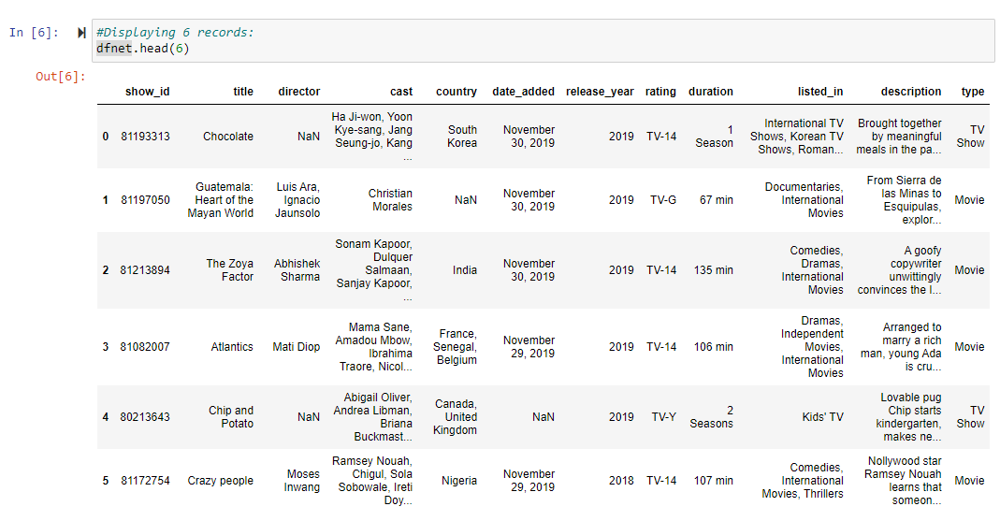 In [6]:
#Displaying 6 records:
dfnet.head(6)
Out[6]:
show_id title director cast country date_added release_year rating duration listed_in description type
0 81193313 Chocolate NaN Ha Ji-won, Yoon Kye-sang, Jang Seung-jo, Kang ... South Korea November 30, 2019 2019 TV-14 1 Season International TV Shows, Korean TV Shows, Roman... Brought together by meaningful meals in the pa... TV Show
1 81197050 Guatemala: Heart of the Mayan World Luis Ara, Ignacio Jaunsolo Christian Morales NaN November 30, 2019 2019 TV-G 67 min Documentaries, International Movies From Sierra de las Minas to Esquipulas, explor... Movie
2 81213894 The Zoya Factor Abhishek Sharma Sonam Kapoor, Dulquer Salmaan, Sanjay Kapoor, ... India November 30, 2019 2019 TV-14 135 min Comedies, Dramas, International Movies A goofy copywriter unwittingly convinces the I... Movie
3 81082007 Atlantics Mati Diop Mama Sane, Amadou Mbow, Ibrahima Traore, Nicol... France, Senegal, Belgium November 29, 2019 2019 TV-14 106 min Dramas, Independent Movies, International Movies Arranged to marry a rich man, young Ada is cru... Movie
4 80213643 Chip and Potato NaN Abigail Oliver, Andrea Libman, Briana Buckmast... Canada, United Kingdom NaN 2019 TV-Y 2 Seasons Kids' TV Lovable pug Chip starts kindergarten, makes ne... TV Show
5 81172754 Crazy people Moses Inwang Ramsey Nouah, Chigul, Sola Sobowale, Ireti Doy... Nigeria November 29, 2019 2018 TV-14 107 min Comedies, International Movies, Thrillers Nollywood star Ramsey Nouah learns that someon... Movie